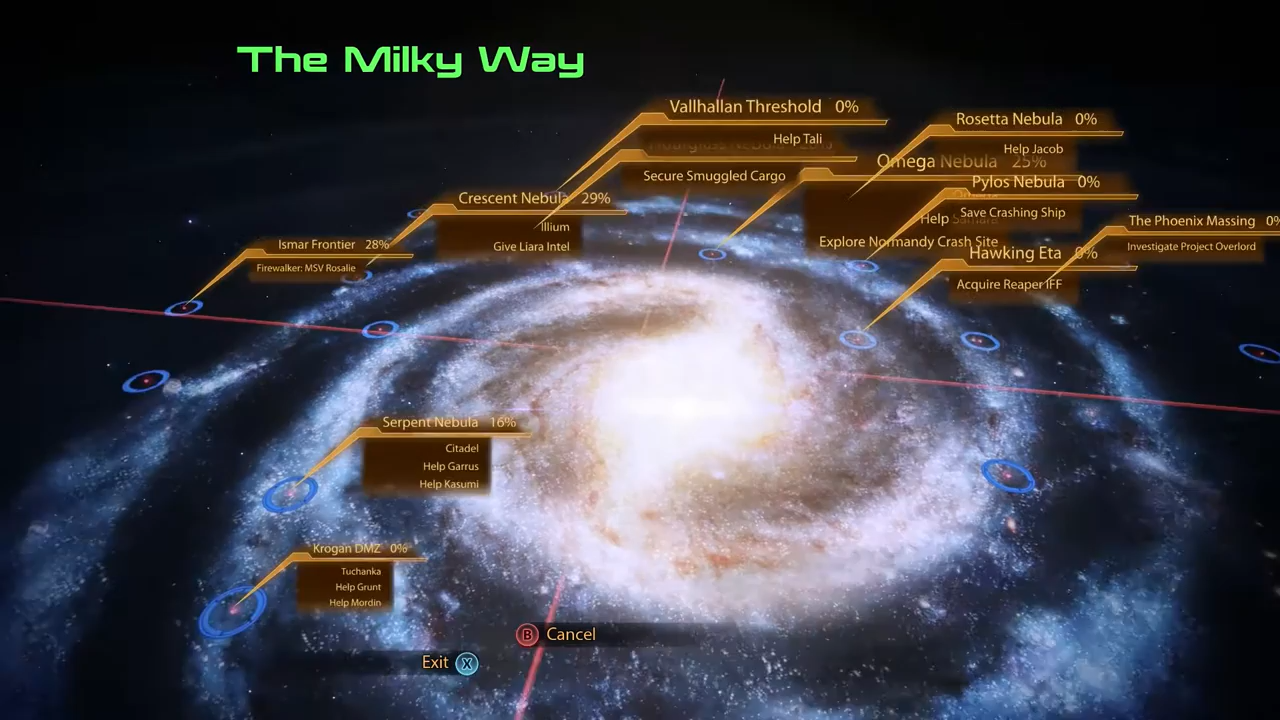 The Milky Way
Vallhallan Threshold 0%
Help Tali
Rosetta Nebula 0%
Help Jacob
Secure Smuggled Cargo
Omega Nebula 25%
Help
Explore Normandy Crash Site
Pylos Nebula 0%
Save Crashing Ship
Crescent Nebula 29%
Illium
Give Liara Intel
The Phoenix Massing 0%
Investigate Project Overlord
Ismar Frontier 28%
Firewalker: MSV Rosalie
Hawking Eta 0%
Acquire Reaper IFF
Serpent Nebula 16%
Citadel
Help Garrus
Help Kasumi
Krogan DMZ 0%
Tuchanka
Help Grunt
Help Mordin
B Cancel
Exit X